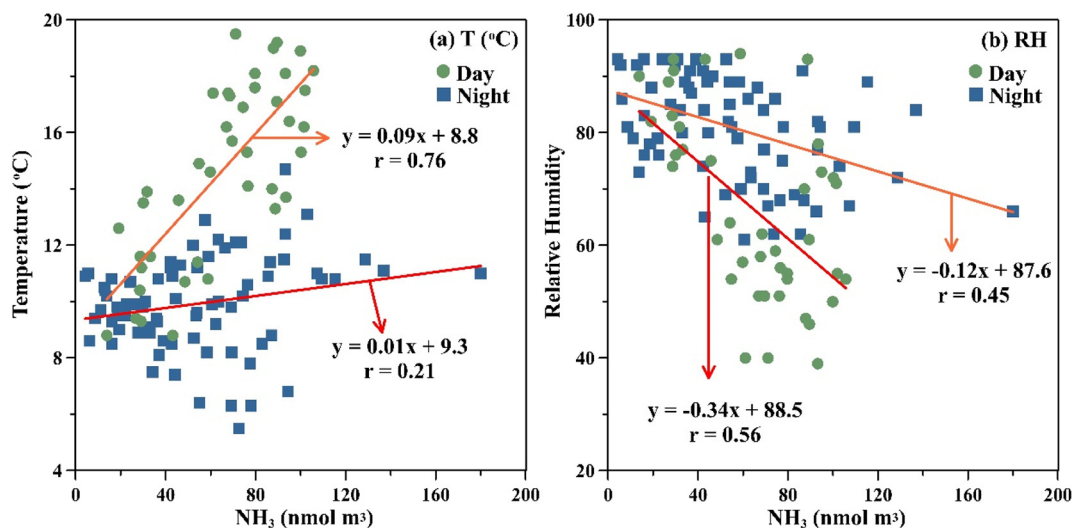 20
16
12
8
4
Temperature (°C)
(a) T (°C)
Day
Night
y = 0.09x + 8.8
r = 0.76
y = 0.01x + 9.3
r = 0.21
0 40 80 120 160 200
NH₃ (nmol m³)
100
80
60
40
20
Relative Humidity
(b) RH
Day
Night
y = -0.12x + 87.6
r = 0.45
y = -0.34x + 88.5
r = 0.56
0 40 80 120 160 200
NH₃ (nmol m³)